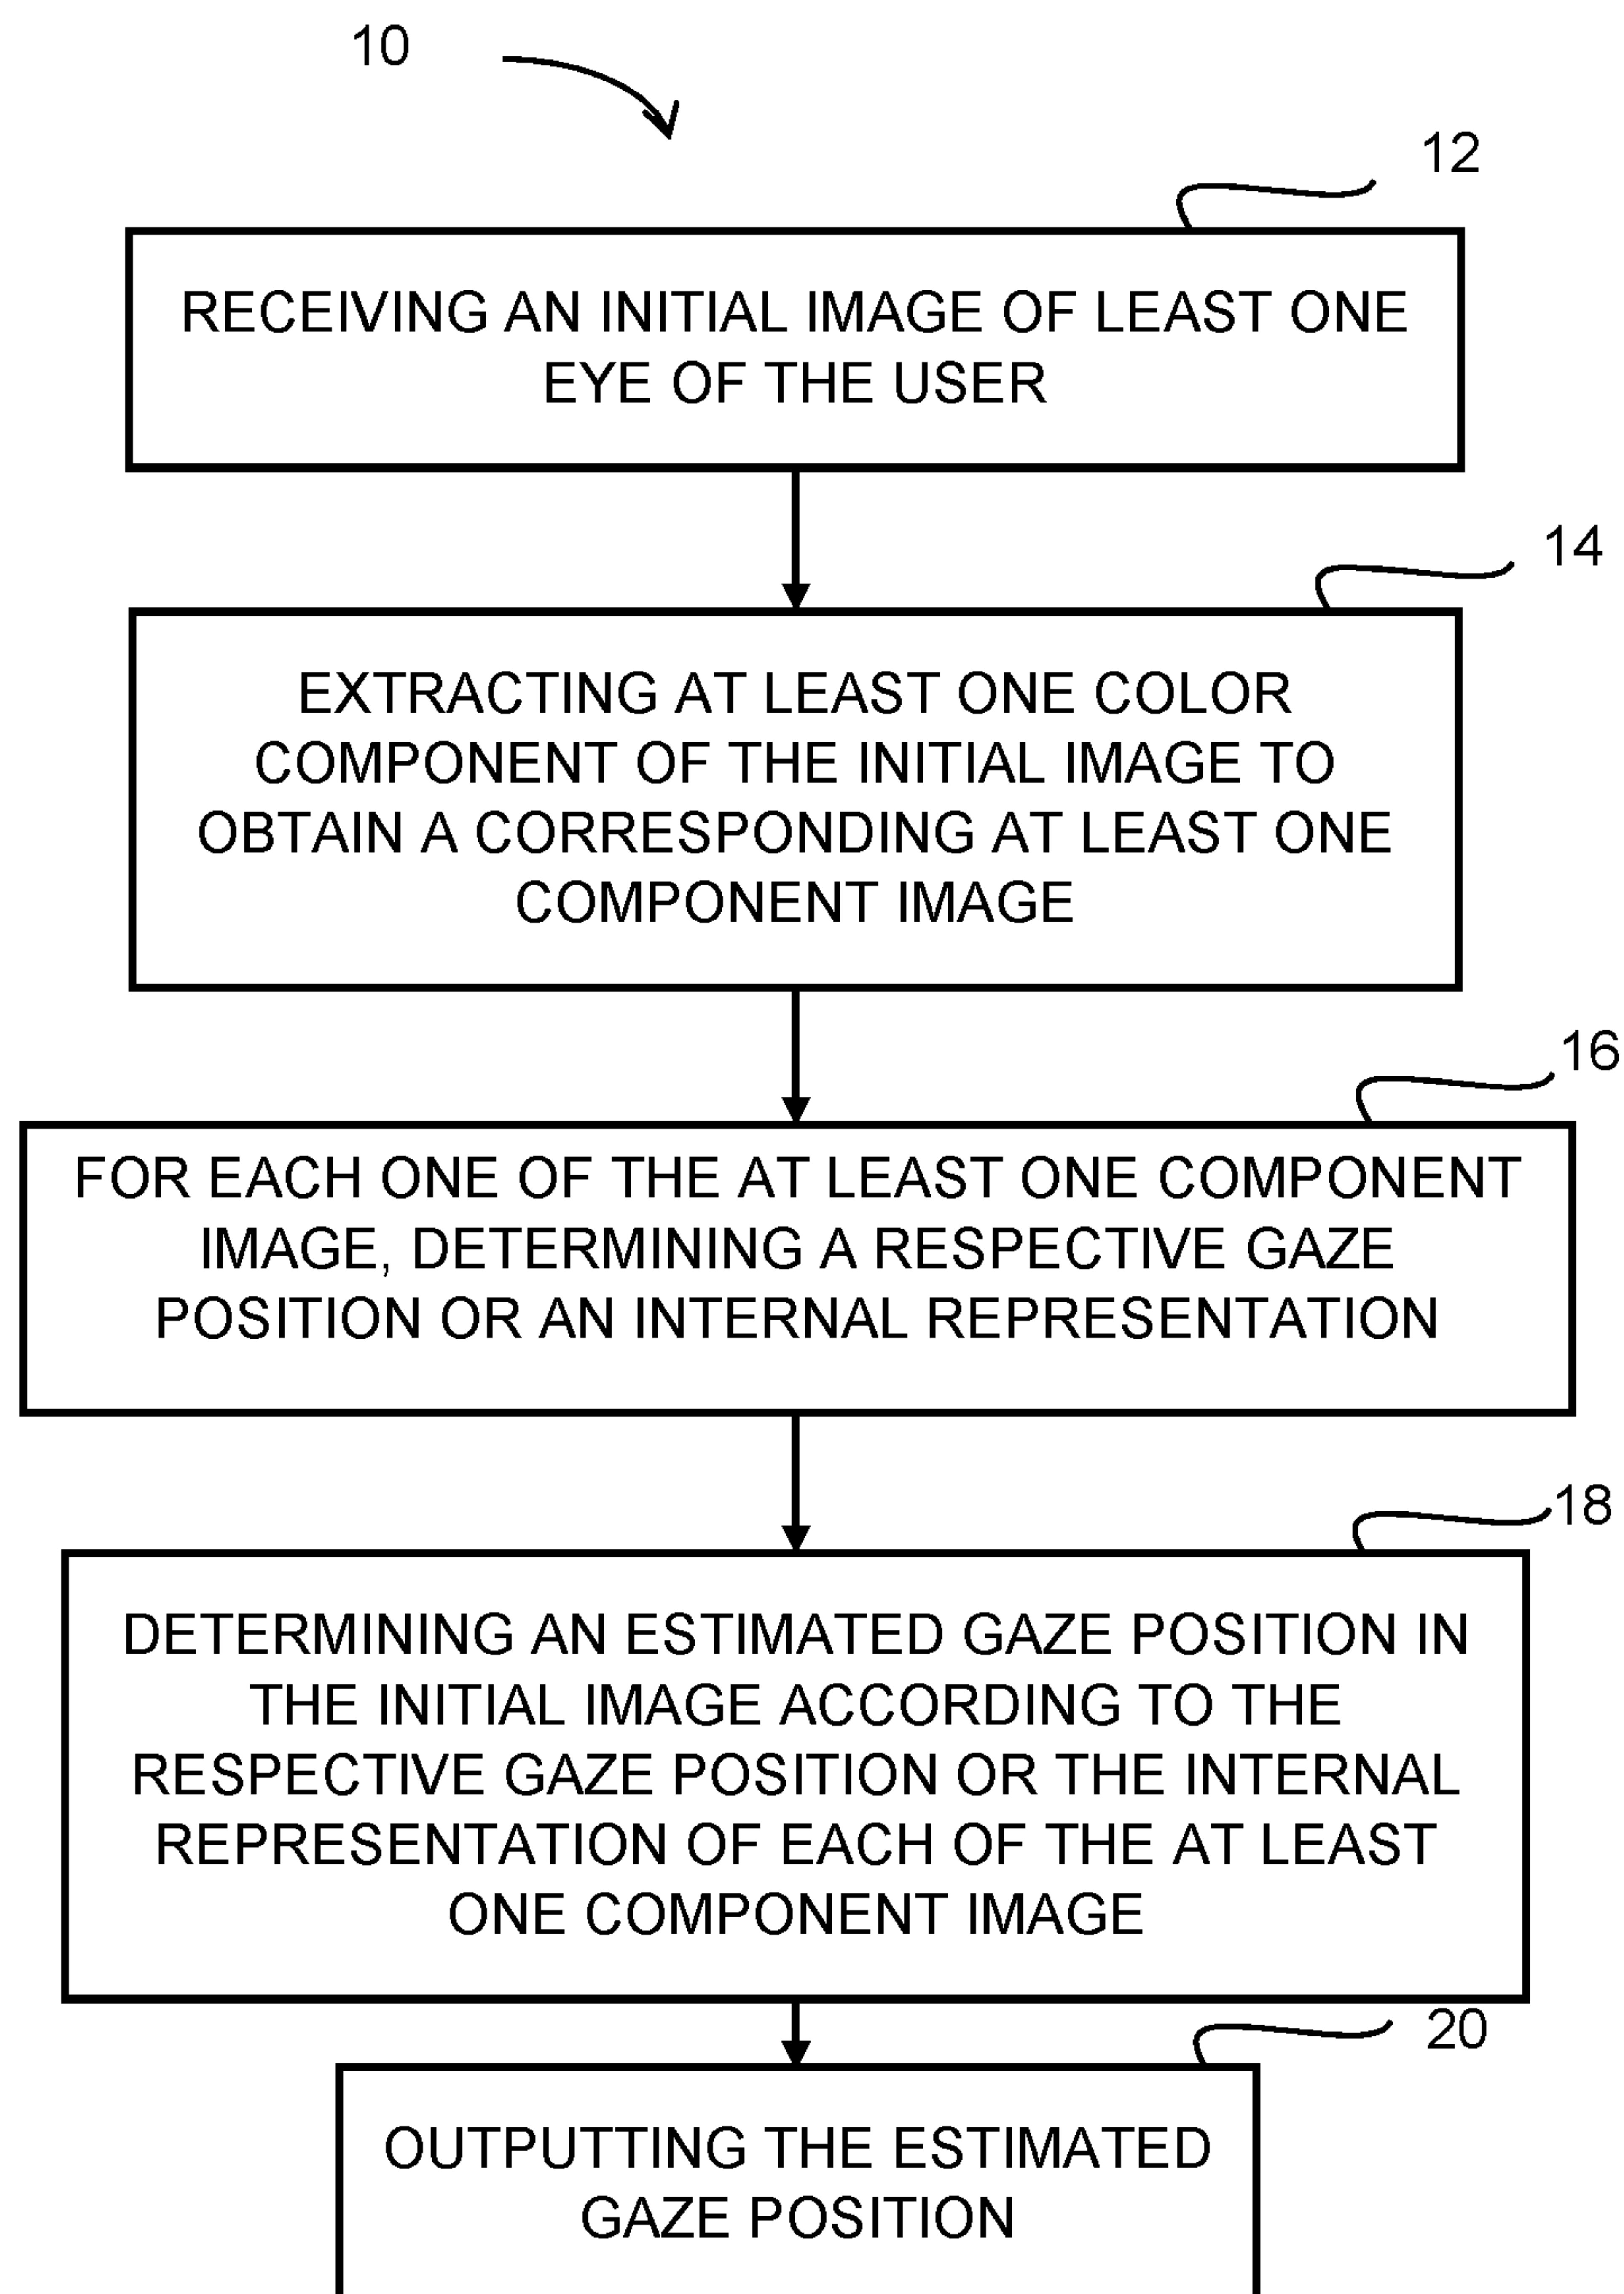 10
12
RECEIVING AN INITIAL IMAGE OF LEAST ONE
EYE OF THE USER
14
EXTRACTING AT LEAST ONE COLOR
COMPONENT OF THE INITIAL IMAGE TO
OBTAIN A CORRESPONDING AT LEAST ONE
COMPONENT IMAGE
16
FOR EACH ONE OF THE AT LEAST ONE COMPONENT
IMAGE, DETERMINING A RESPECTIVE GAZE
POSITION OR AN INTERNAL REPRESENTATION
18
DETERMINING AN ESTIMATED GAZE POSITION IN
THE INITIAL IMAGE ACCORDING TO THE
RESPECTIVE GAZE POSITION OR THE INTERNAL
REPRESENTATION OF EACH OF THE AT LEAST
ONE COMPONENT IMAGE
20
OUTPUTTING THE ESTIMATED
GAZE POSITION